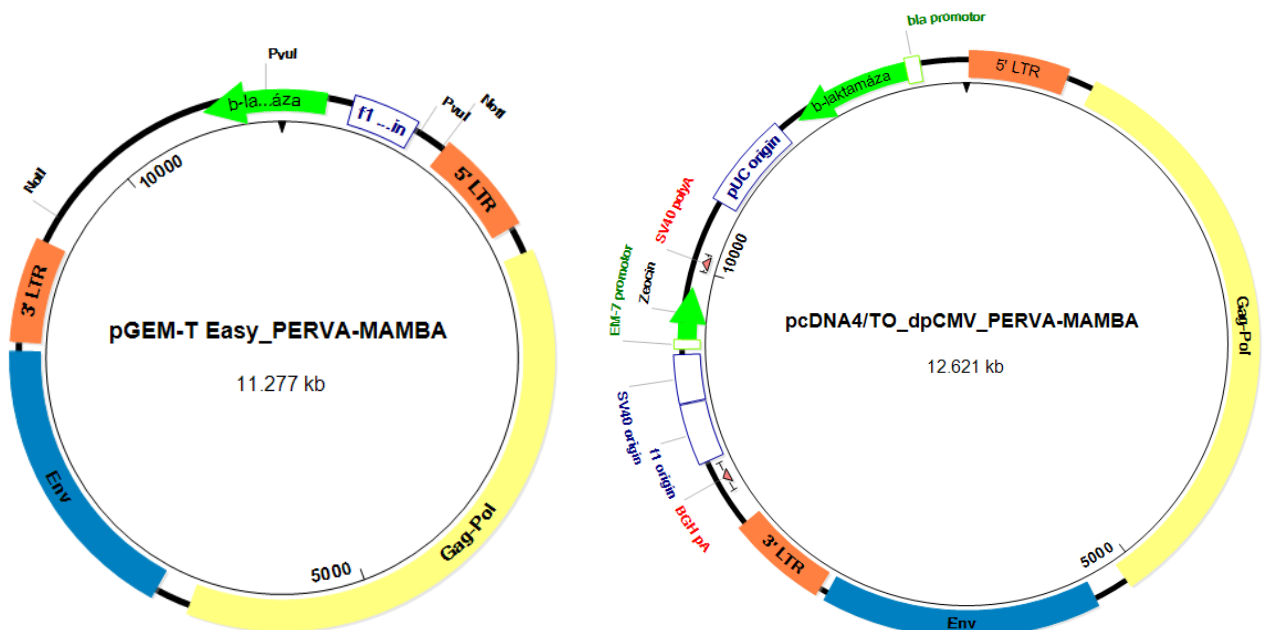 PvuI
b-la...áza
f1 ...in
PvuI
NotI
5' LTR
10000
NotI
3' LTR
pGEM-T Easy_PERVA-MAMBA
11.277 kb
Env
5000
Gag-Pol
bla promotor
5' LTR
b-laktamáza
pUC origin
SV40 polyA
10000
Zeocin
EM-7 promotor
pcDNA4/TO_dpCMV_PERVA-MAMBA
12.621 kb
Gag-Pol
SV40 origin
f1 origin
BGH pA
3' LTR
5000
Env